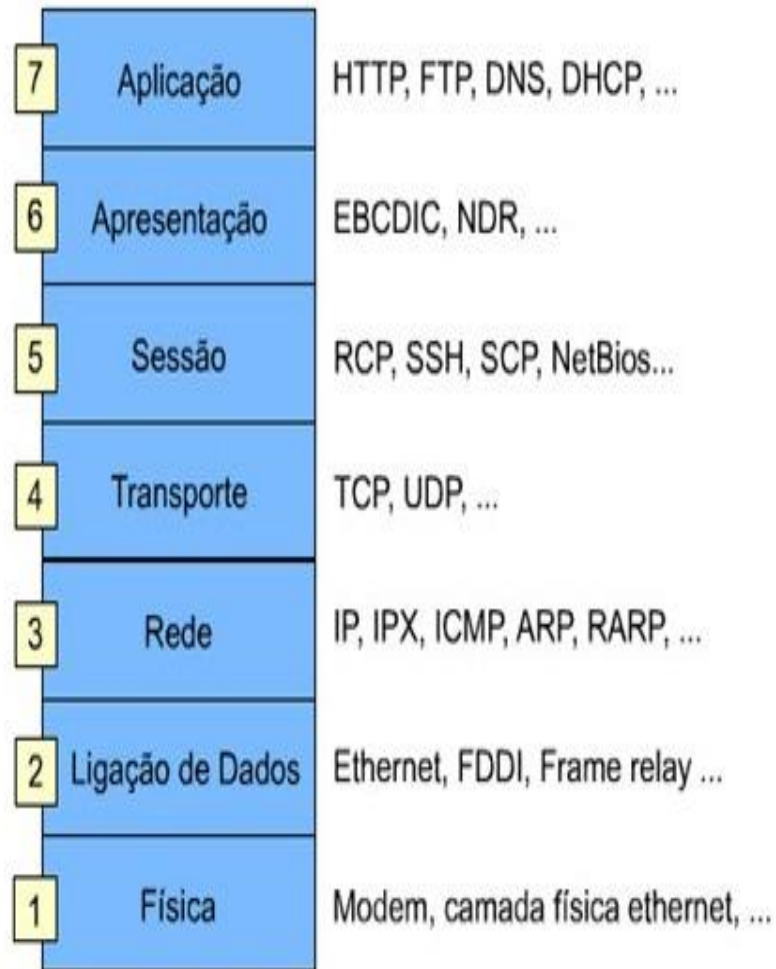 7 Aplicação HTTP, FTP, DNS, DHCP, ...
6 Apresentação EBCDIC, NDR, ...
5 Sessão RCP, SSH, SCP, NetBios...
4 Transporte TCP, UDP, ...
3 Rede IP, IPX, ICMP, ARP, RARP, ...
2 Ligação de Dados Ethernet, FDDI, Frame relay ...
1 Física Modem, camada física ethernet, ...